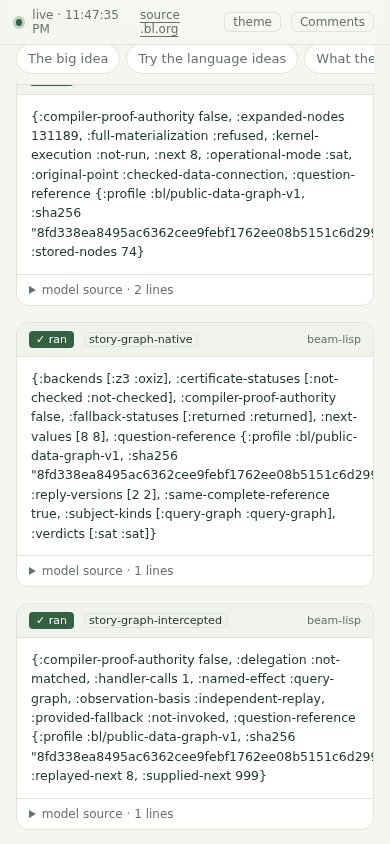 live · 11:47:35 PM
source.bl.org
theme
Comments
The big idea
Try the language ideas
What the
{:compiler-proof-authority false, :expanded-nodes
131189, :full-materialization :refused, :kernel-
execution :not-run, :next 8, :operational-mode :sat,
:original-point :checked-data-connection, :question-
reference {:profile :bl/public-data-graph-v1,
:sha256
"8fd338ea8495ac6362cee9febf1762ee08b5151c6d299
:stored-nodes 74}
▶ model source · 2 lines
✓ ran story-graph-native beam-lisp
{:backends [:z3 :oxiz], :certificate-statuses [:not-
checked :not-checked], :compiler-proof-authority
false, :fallback-statuses [:returned :returned], :next-
values [8 8], :question-reference {:profile :bl/public-
data-graph-v1, :sha256
"8fd338ea8495ac6362cee9febf1762ee08b5151c6d299
:reply-versions [2 2], :same-complete-reference
true, :subject-kinds [:query-graph :query-graph],
:verdicts [:sat :sat]}
▶ model source · 1 lines
✓ ran story-graph-intercepted beam-lisp
{:compiler-proof-authority false, :delegation :not-
matched, :handler-calls 1, :named-effect :query-
graph, :observation-basis :independent-replay,
:provided-fallback :not-invoked, :question-reference
{:profile :bl/public-data-graph-v1, :sha256
"8fd338ea8495ac6362cee9febf1762ee08b5151c6d299
:replayed-next 8, :supplied-next 999}
▶ model source · 1 lines